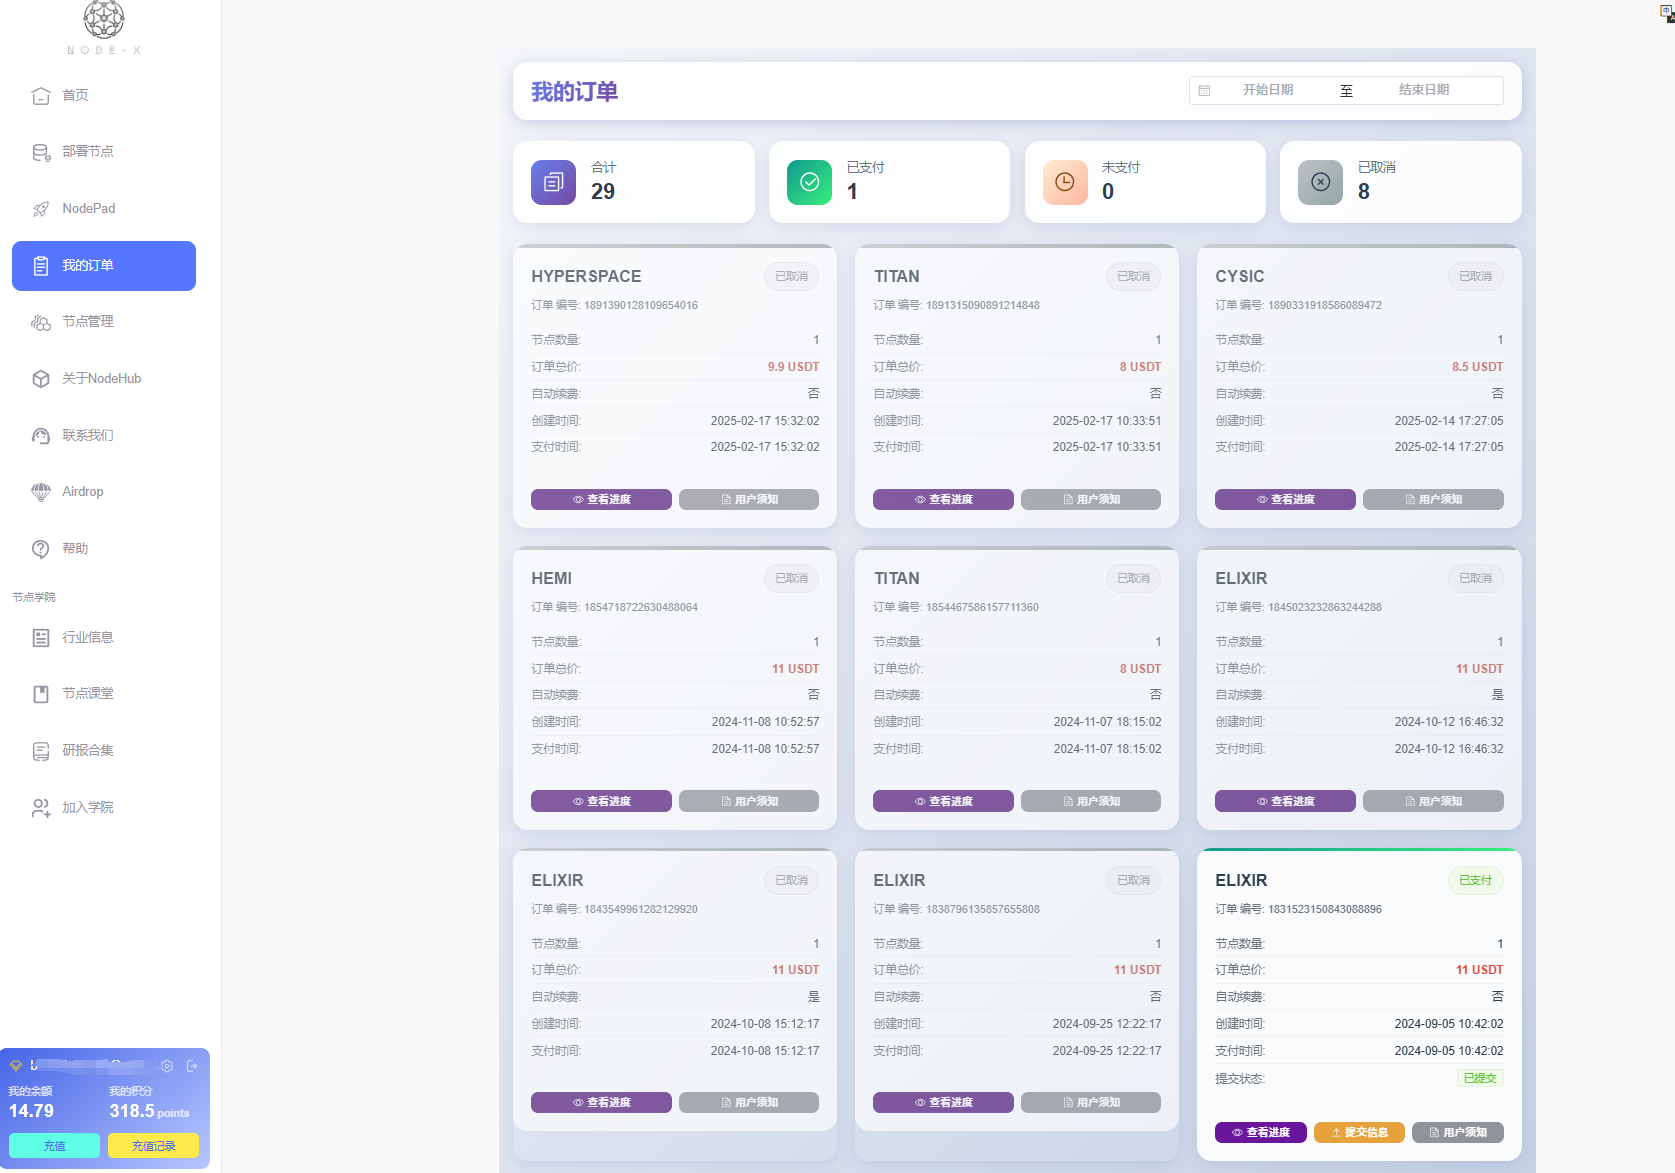 NODE-X
首页
部署节点
NodePad
我的订单
节点管理
关于NodeHub
联系我们
Airdrop
帮助
节点学院
行业信息
节点课堂
研报合集
加入学院
我的余额 我的积分
14.79 318.5 points
充值 充值记录
我的订单
开始日期 至 结束日期
合计
29
已支付
1
未支付
0
已取消
8
HYPERSPACE 已取消
订单 编号: 1891390128109654016
节点数量: 1
订单总价: 9.9 USDT
自动续费: 否
创建时间: 2025-02-17 15:32:02
支付时间: 2025-02-17 15:32:02
查看进度 用户须知
TITAN 已取消
订单 编号: 1891315090891214848
节点数量: 1
订单总价: 8 USDT
自动续费: 否
创建时间: 2025-02-17 10:33:51
支付时间: 2025-02-17 10:33:51
查看进度 用户须知
CYSIC 已取消
订单 编号: 1890331918586089472
节点数量: 1
订单总价: 8.5 USDT
自动续费: 否
创建时间: 2025-02-14 17:27:05
支付时间: 2025-02-14 17:27:05
查看进度 用户须知
HEMI 已取消
订单 编号: 1854718722630488064
节点数量: 1
订单总价: 11 USDT
自动续费: 否
创建时间: 2024-11-08 10:52:57
支付时间: 2024-11-08 10:52:57
查看进度 用户须知
TITAN 已取消
订单 编号: 1854467586157711360
节点数量: 1
订单总价: 8 USDT
自动续费: 否
创建时间: 2024-11-07 18:15:02
支付时间: 2024-11-07 18:15:02
查看进度 用户须知
ELIXIR 已取消
订单 编号: 1845023232863244288
节点数量: 1
订单总价: 11 USDT
自动续费: 是
创建时间: 2024-10-12 16:46:32
支付时间: 2024-10-12 16:46:32
查看进度 用户须知
ELIXIR 已取消
订单 编号: 1843549961282129920
节点数量: 1
订单总价: 11 USDT
自动续费: 是
创建时间: 2024-10-08 15:12:17
支付时间: 2024-10-08 15:12:17
查看进度 用户须知
ELIXIR 已取消
订单 编号: 1838796135857655808
节点数量: 1
订单总价: 11 USDT
自动续费: 否
创建时间: 2024-09-25 12:22:17
支付时间: 2024-09-25 12:22:17
查看进度 用户须知
ELIXIR 已支付
订单 编号: 1831523150843088896
节点数量: 1
订单总价: 11 USDT
自动续费: 否
创建时间: 2024-09-05 10:42:02
支付时间: 2024-09-05 10:42:02
提交状态: 已提交
查看进度 提交信息 用户须知